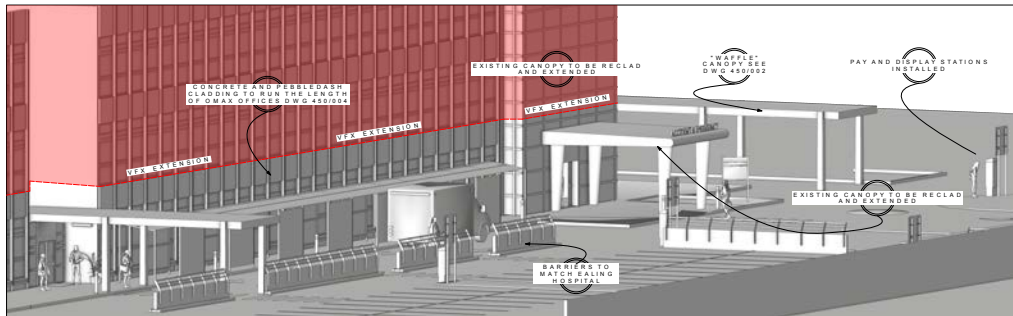 EXISTING CANOPY TO BE RECLAD
AND EXTENDED
"WAFFLE"
CANOPY SEE
DWG 450/002
PAY AND DISPLAY STATIONS
INSTALLED
CONCRETE AND PEBBLEDASH
CLADDING TO RUN THE LENGTH
OF OMAX OFFICES DWG 450/004
VFX EXTENSION
VFX EXTENSION
VFX EXTENSION
EXISTING CANOPY TO BE RECLAD
AND EXTENDED
BARRIERS TO
MATCH EALING
HOSPITAL